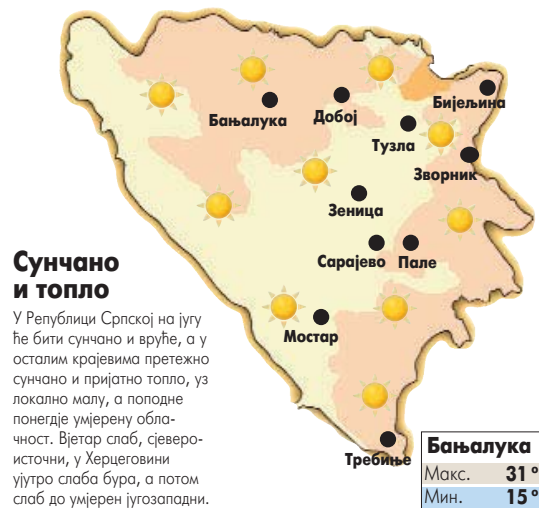 Бијељина
Бањалука
Добој
Тузла
Зворник
Зеница
Сарајево
Пале
Мостар
Требиње
Сунчано
и топло
У Републици Српској на југу
ће бити сунчано и вруће, а у
осталим крајевима претежно
сунчано и пријатно топло, уз
локално малу, а поподне
понегдје умјерену обла-
чност. Вјетар слаб, сјеверо-
источни, у Херцеговини
ујутро слаба бура, а потом
слаб до умјерен југозападни.
Бањалука
Макс. 31°
Мин. 15°